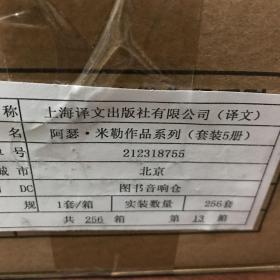 称 上海译文出版社有限公司（译文）
名 阿瑟·米勒作品系列（套装5册）
单号 212318755
城市 北京
DC 图书音响仓
规 1套/箱 实装数量 256套
共 256 箱 第 13 箱